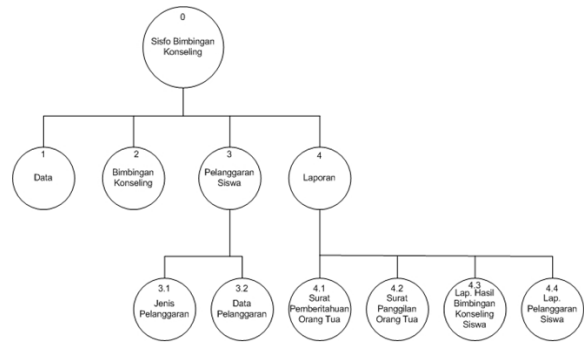 0
Sisfo Bimbingan
Konseling
1
Data
2
Bimbingan
Konseling
3
Pelanggaran
Siswa
4
Laporan
3.1
Jenis
Pelanggaran
3.2
Data
Pelanggaran
4.1
Surat
Pemberitahuan
Orang Tua
4.2
Surat
Panggilan
Orang Tua
4.3
Lap. Hasil
Bimbingan
Konseling
Siswa
4.4
Lap.
Pelanggaran
Siswa